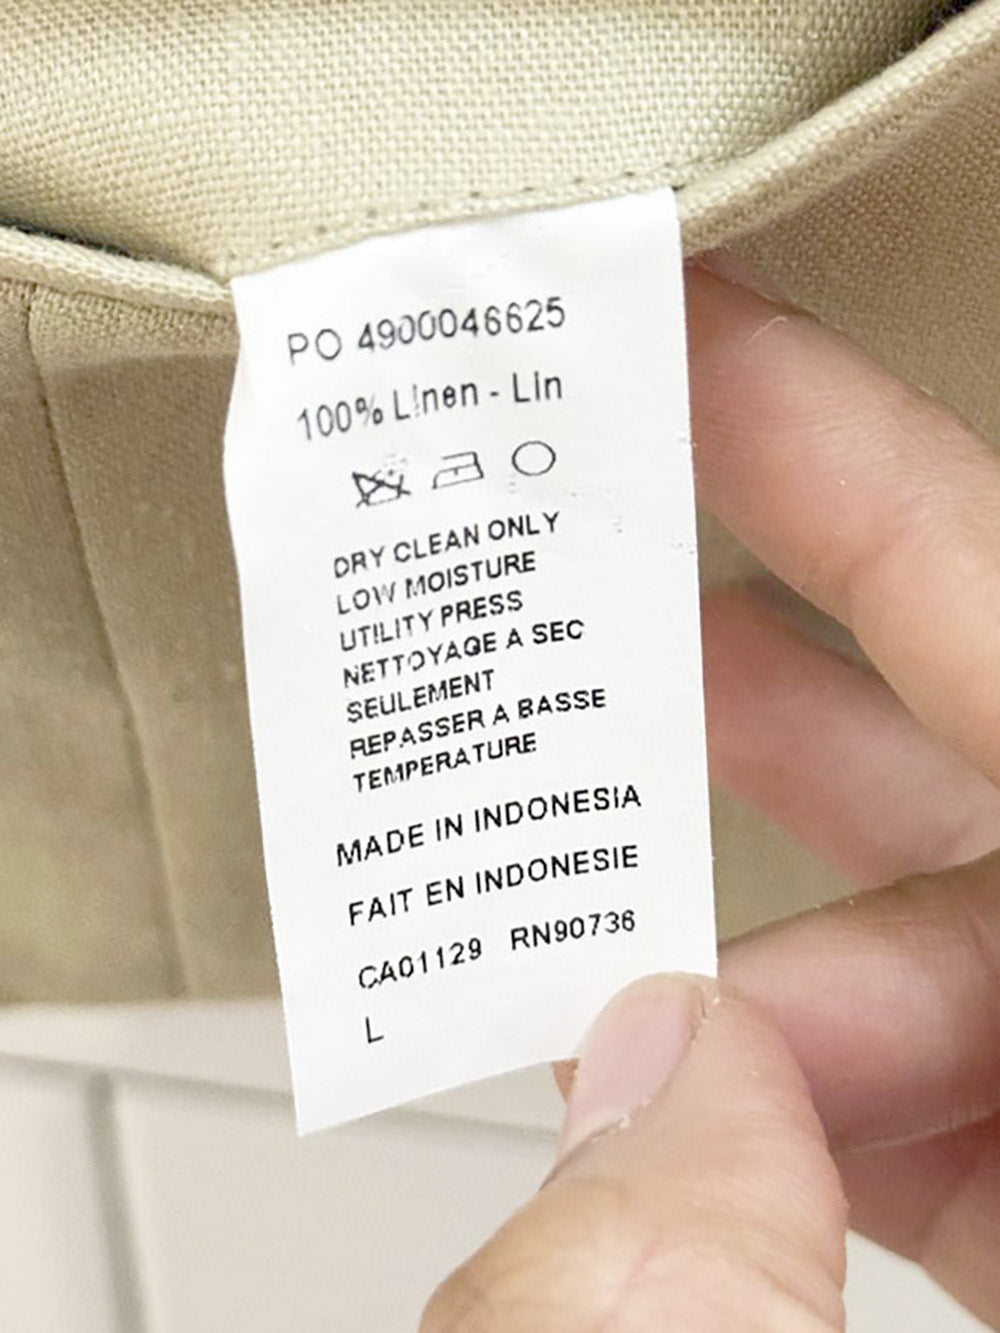 PO 4900046625
100% Linen - Lin
DRY CLEAN ONLY
LOW MOISTURE
UTILITY PRESS
NETTOYAGE A SEC
SEULEMENT
REPASSER A BASSE
TEMPERATURE
MADE IN INDONESIA
FAIT EN INDONESIE
CA01129 RN90736
L